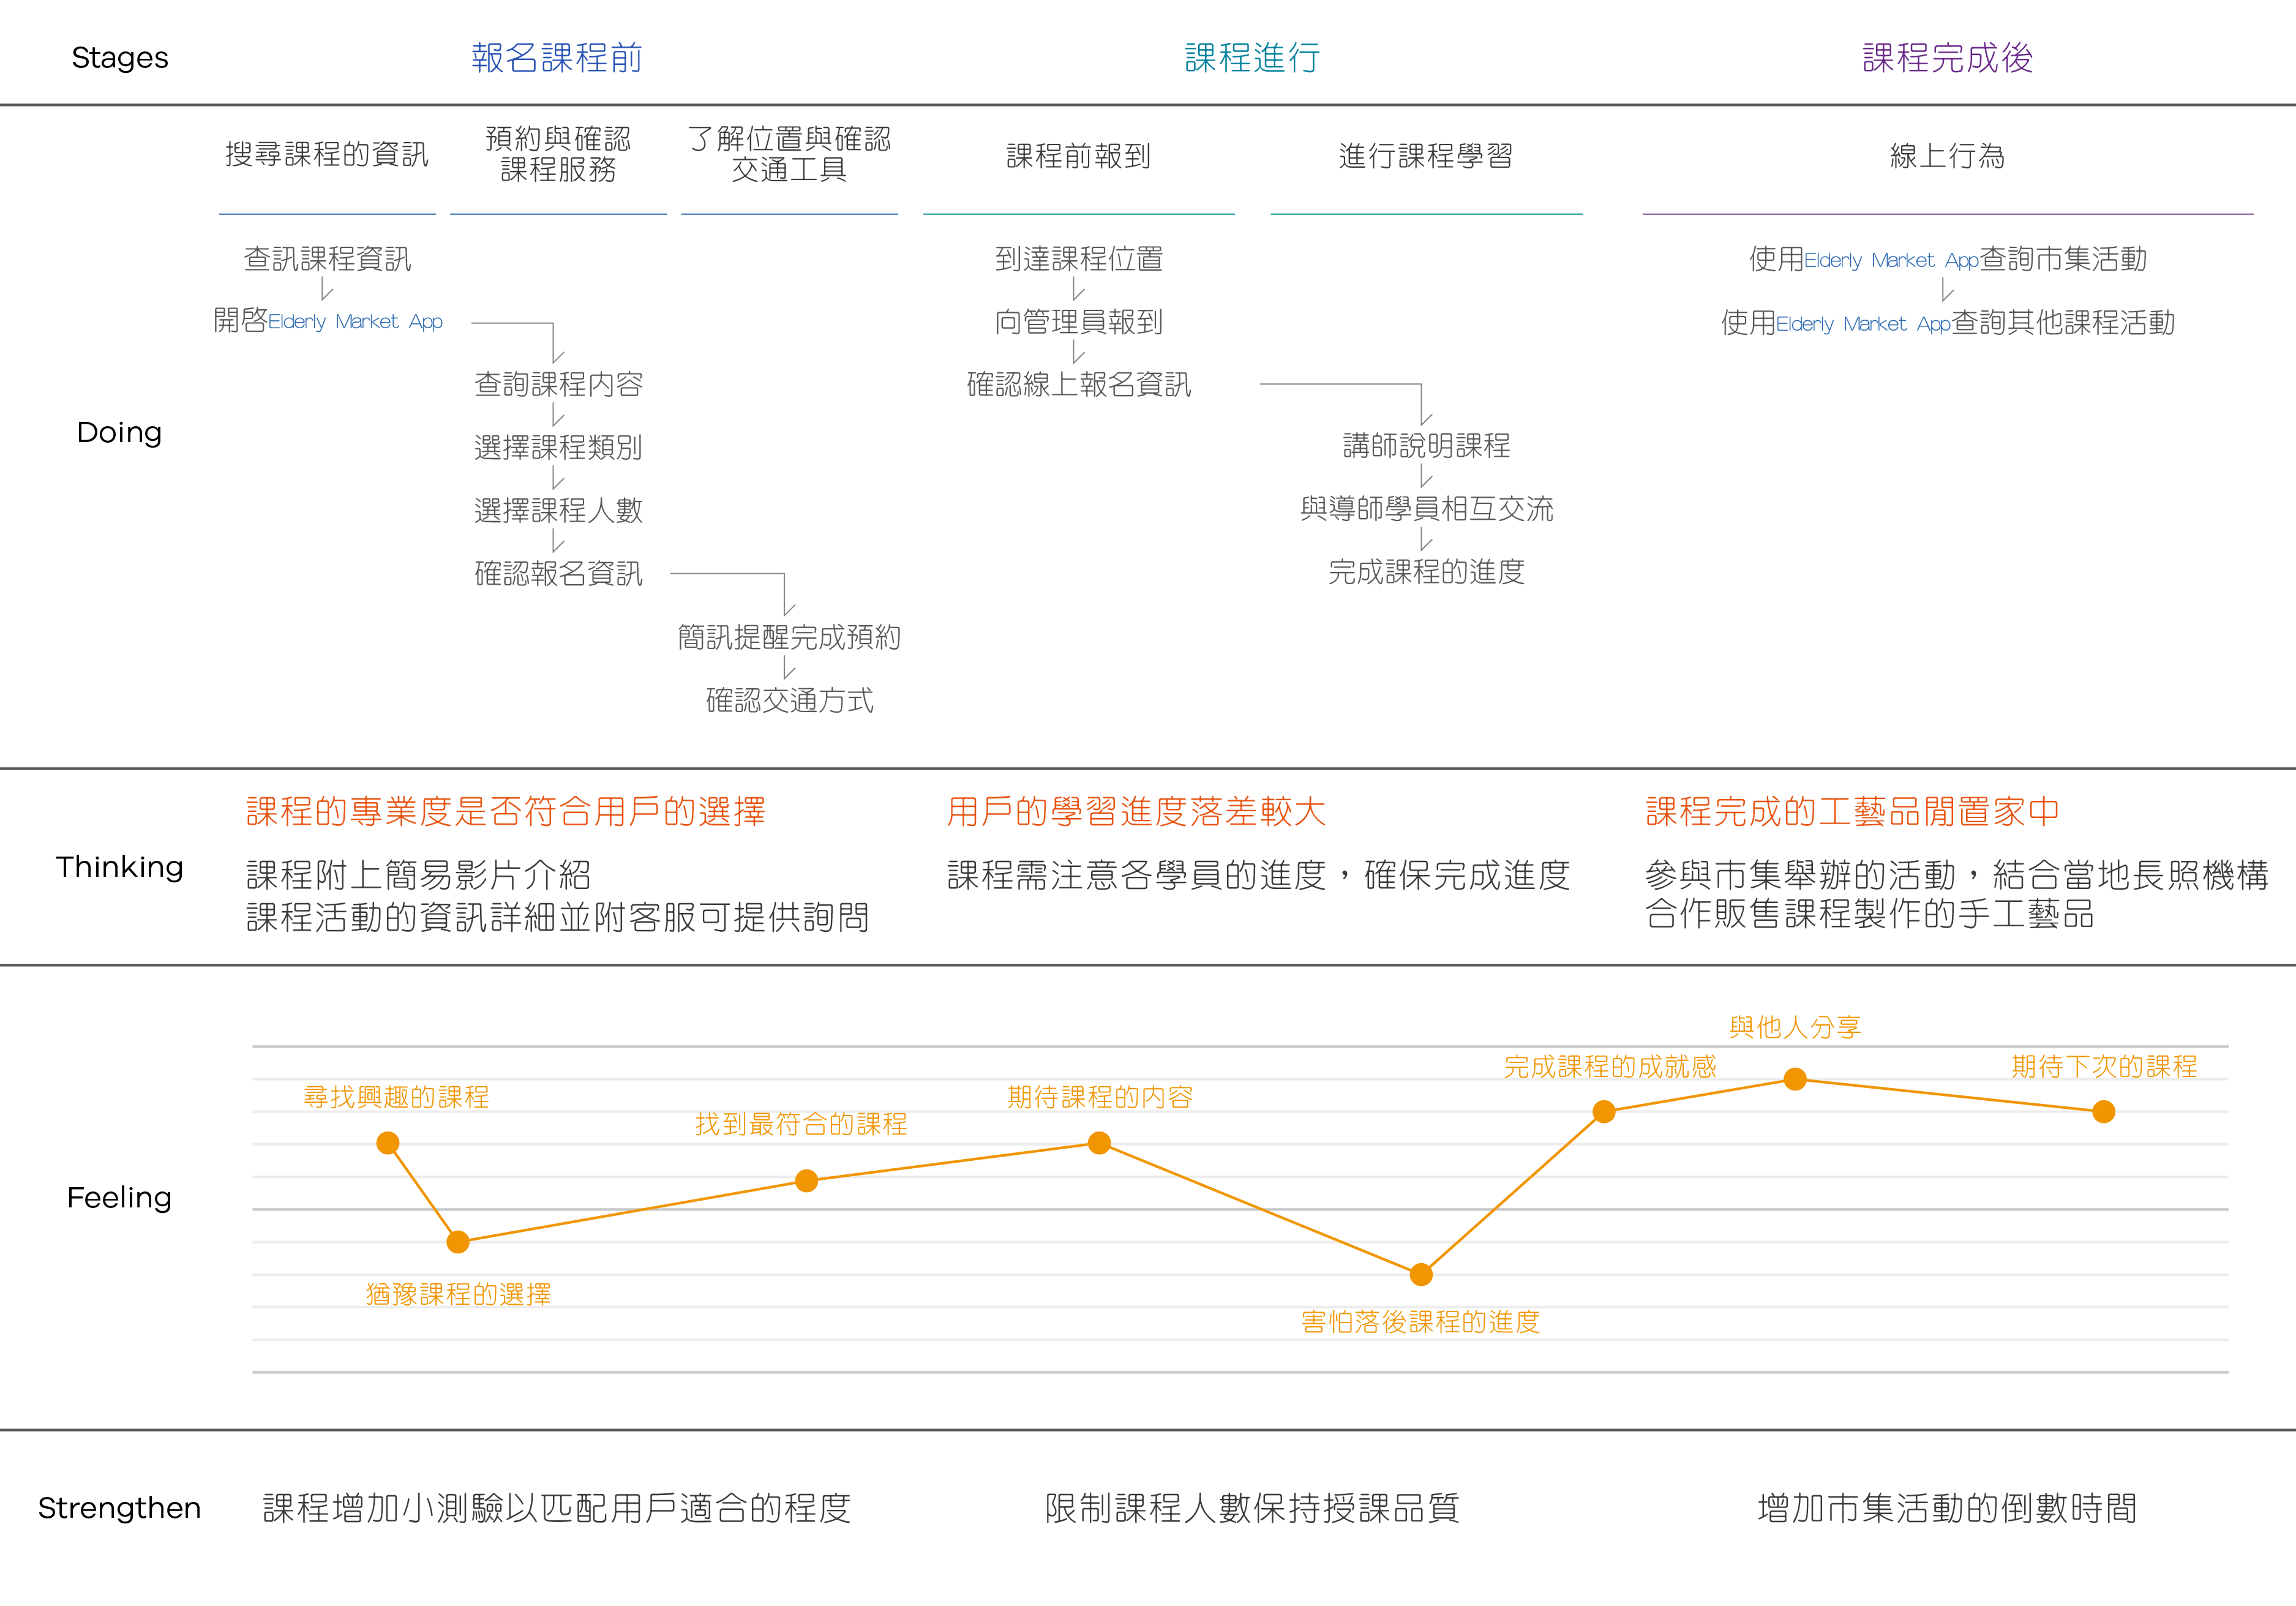 Stages
報名課程前
課程進行
課程完成後
搜尋課程的資訊
預約與確認
課程服務
了解位置與確認
交通工具
課程前報到
進行課程學習
線上行為
Doing
查訊課程資訊
開啓Elderly Market App
查詢課程內容
選擇課程類別
選擇課程人數
確認報名資訊
簡訊提醒完成預約
確認交通方式
到達課程位置
向管理員報到
確認線上報名資訊
講師說明課程
與導師學員相互交流
完成課程的進度
使用Elderly Market App查詢市集活動
使用Elderly Market App查詢其他課程活動
Thinking
課程的專業度是否符合用戶的選擇
課程附上簡易影片介紹
課程活動的資訊詳細並附客服可提供詢問
用戶的學習進度落差較大
課程需注意各學員的進度，確保完成進度
課程完成的工藝品閒置家中
參與市集舉辦的活動，結合當地長照機構
合作販售課程製作的手工藝品
Feeling
尋找興趣的課程
猶豫課程的選擇
找到最符合的課程
期待課程的內容
害怕落後課程的進度
完成課程的成就感
與他人分享
期待下次的課程
Strengthen
課程增加小測驗以匹配用戶適合的程度
限制課程人數保持授課品質
增加市集活動的倒數時間